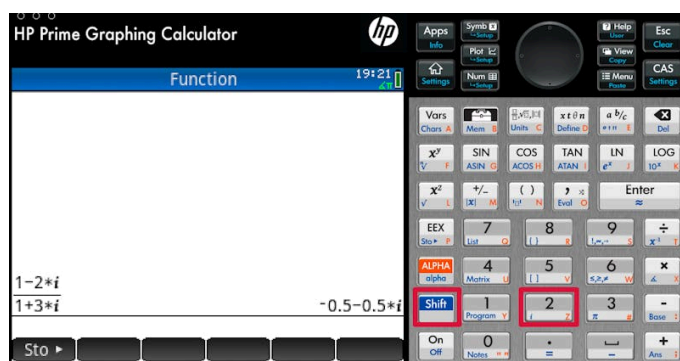 HP Prime Graphing Calculator
hp
Function
19:21
∠π
1-2*i
1+3*i
-0.5-0.5*i
Sto ►
Apps
Info
Symb
↪Setup
Plot
↪Setup
Num
↪Setup
Settings
Help
User
View
Copy
Menu
Paste
Esc
Clear
CAS
Settings
Vars
Chars A
Mem B
Units C
x t θ n
Define D
a b/c
E
Del
xʸ
F
SIN
ASIN G
COS
ACOS H
TAN
ATAN I
LN
eˣ J
LOG
10ˣ K
x²
√ L
+/-
|x| M
( )
N
,
Eval O
Enter
≈
EEX
Sto ► P
7
List Q
8
{ } R
9
S
÷
x⁻¹ T
ALPHA
alpha
4
Matrix U
5
[ ] V
6
≤,≥,≠ W
×
∠ X
Shift
1
Program Y
2
i Z
3
π #
-
Base :
On
Off
0
Notes " "
.
=
_
+
Ans ;